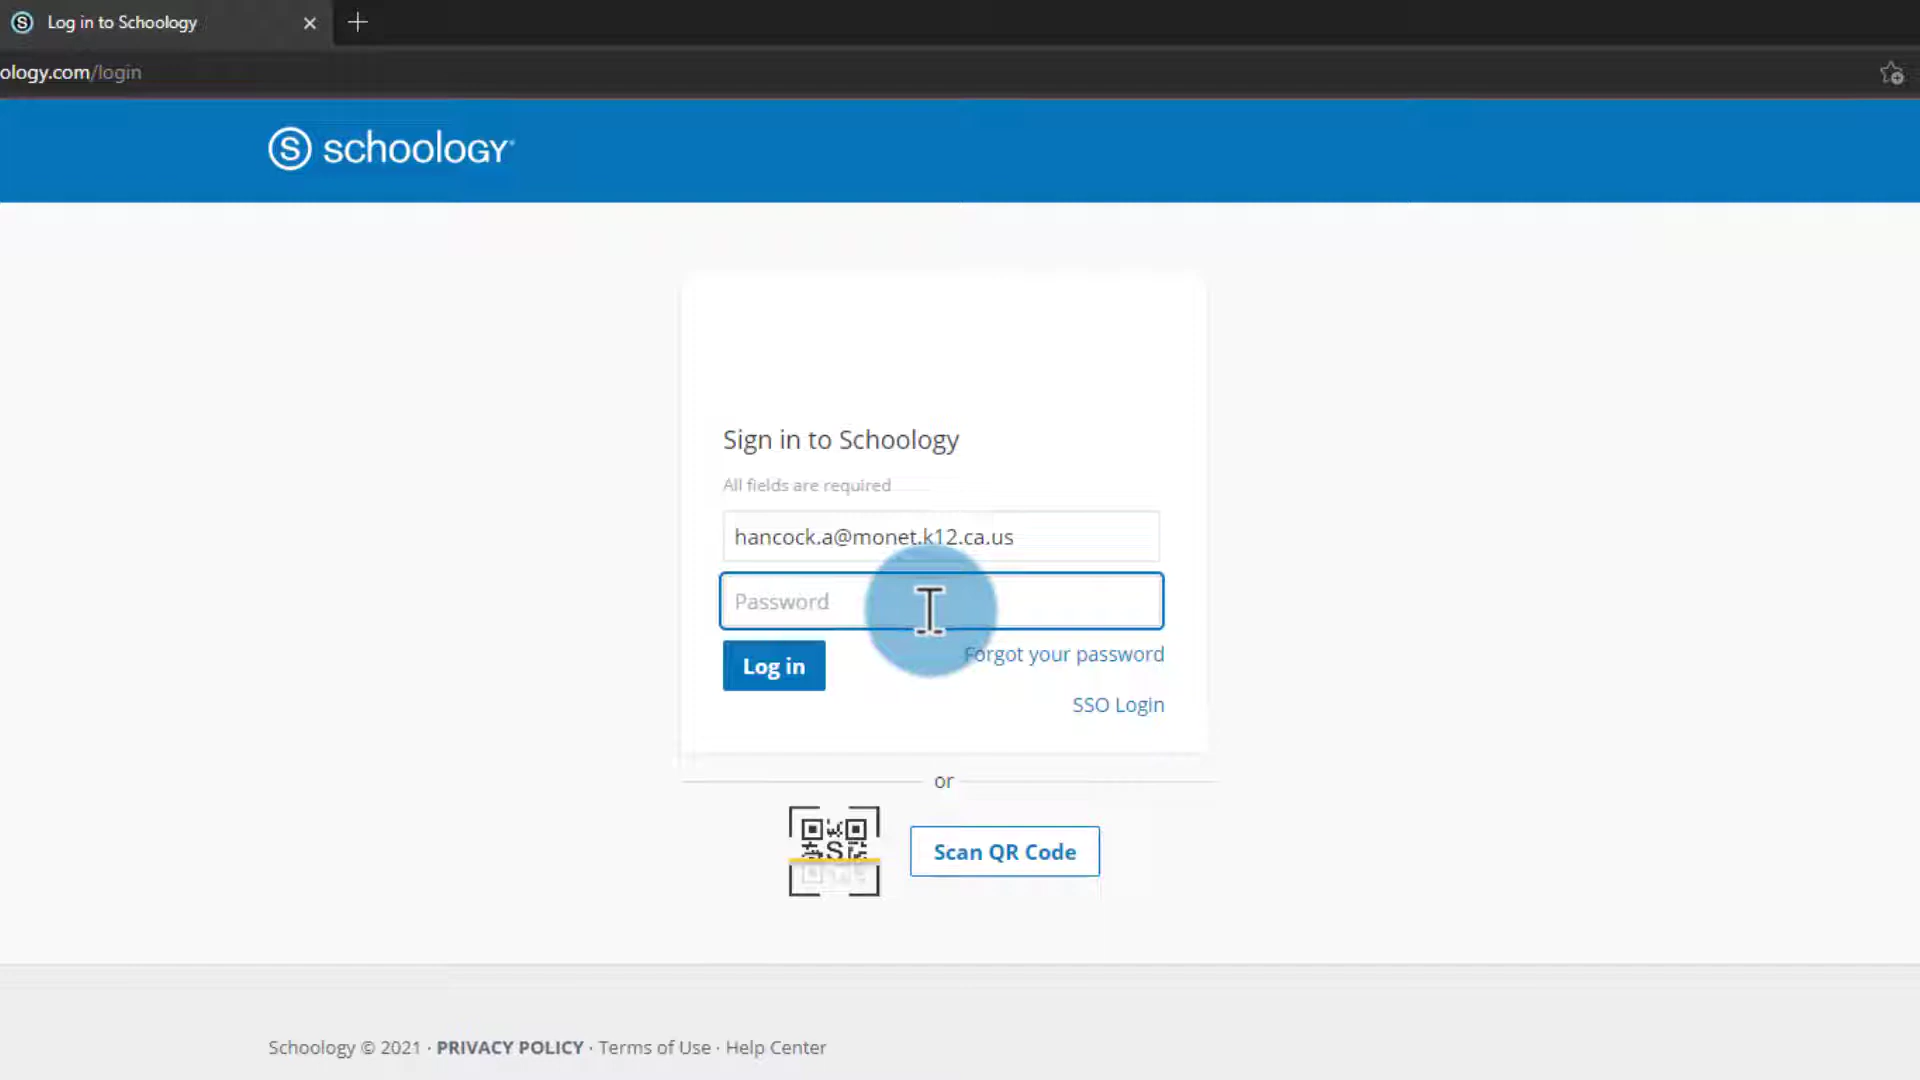 Log in to Schoology
ology.com/login
S schoology
Sign in to Schoology
All fields are required
hancock.a@monet.k12.ca.us
Password
Log in
Forgot your password
SSO Login
or
S
Scan QR Code
Schoology © 2021 · PRIVACY POLICY · Terms of Use · Help Center